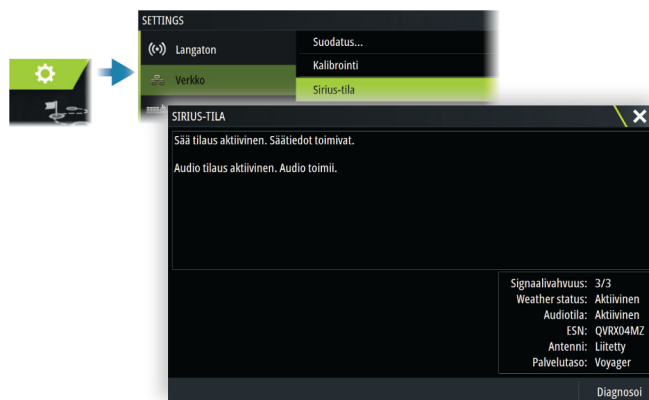 SETTINGS
Langaton
Verkko
Suodatus...
Kalibrointi
Sirius-tila
SIRIUS-TILA
Sää tilaus aktiivinen. Säätiedot toimivat.
Audio tilaus aktiivinen. Audio toimii.
Signaalivahvuus: 3/3
Weather status: Aktiivinen
Audiotila: Aktiivinen
ESN: QVRX04MZ
Antenni: Liitetty
Palvelutaso: Voyager
Diagnosoi